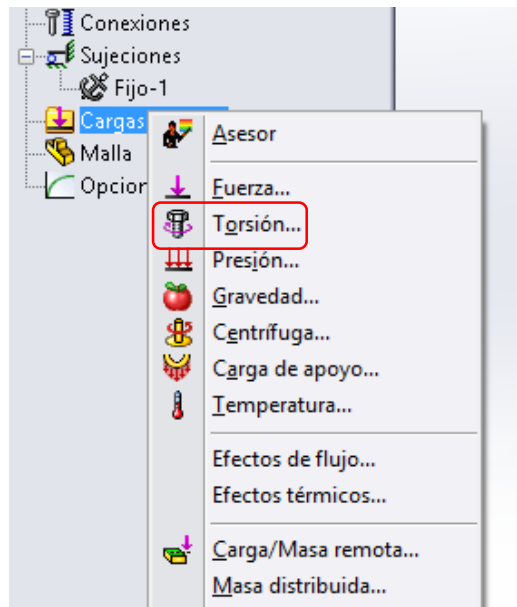 Conexiones
Sujeciones
Fijo-1
Cargas
Malla
Opcior
Asesor
Fuerza...
Torsión...
Presión...
Gravedad...
Centrífuga...
Carga de apoyo...
Temperatura...
Efectos de flujo...
Efectos térmicos...
Carga/Masa remota...
Masa distribuida...